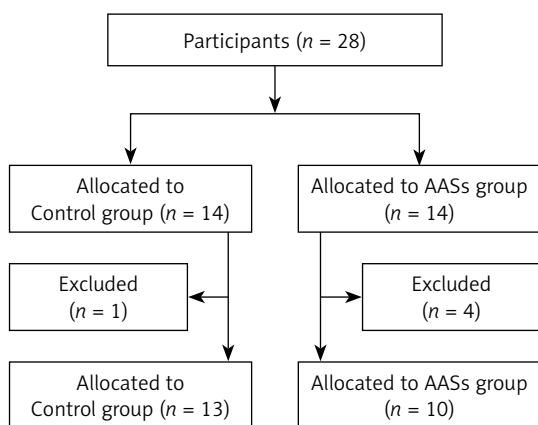 Participants (n = 28)
Allocated to
Control group (n = 14)
Allocated to AASs group
(n = 14)
Excluded
(n = 1)
Excluded
(n = 4)
Allocated to
Control group (n = 13)
Allocated to AASs group
(n = 10)